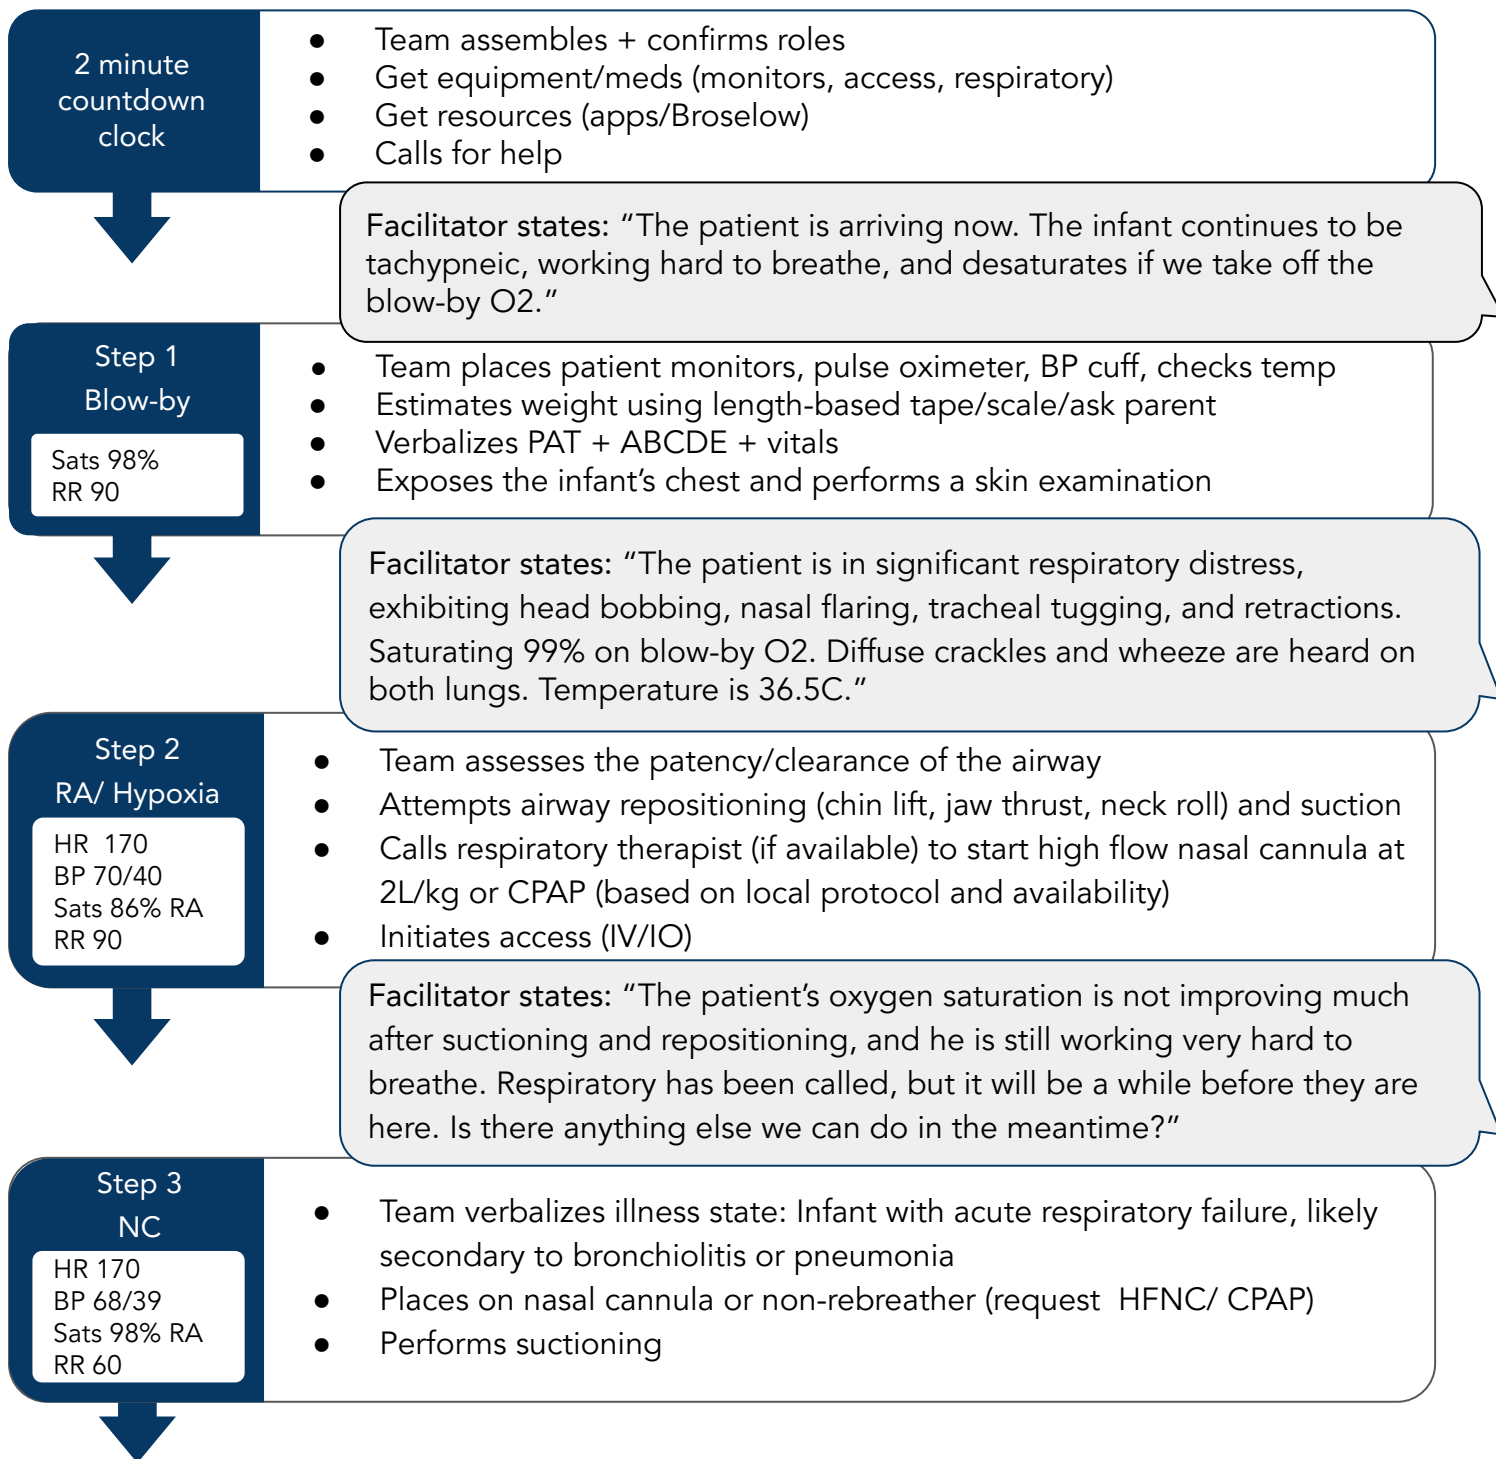 2 minute
countdown
clock
● Team assembles + confirms roles
● Get equipment/meds (monitors, access, respiratory)
● Get resources (apps/Broselow)
● Calls for help
Facilitator states: “The patient is arriving now. The infant continues to be
tachypneic, working hard to breathe, and desaturates if we take off the
blow-by O2.”
Step 1
Blow-by
Sats 98%
RR 90
● Team places patient monitors, pulse oximeter, BP cuff, checks temp
● Estimates weight using length-based tape/scale/ask parent
● Verbalizes PAT + ABCDE + vitals
● Exposes the infant’s chest and performs a skin examination
Facilitator states: “The patient is in significant respiratory distress,
exhibiting head bobbing, nasal flaring, tracheal tugging, and retractions.
Saturating 99% on blow-by O2. Diffuse crackles and wheeze are heard on
both lungs. Temperature is 36.5C.”
Step 2
RA/ Hypoxia
HR 170
BP 70/40
Sats 86% RA
RR 90
● Team assesses the patency/clearance of the airway
● Attempts airway repositioning (chin lift, jaw thrust, neck roll) and suction
● Calls respiratory therapist (if available) to start high flow nasal cannula at
2L/kg or CPAP (based on local protocol and availability)
● Initiates access (IV/IO)
Facilitator states: “The patient’s oxygen saturation is not improving much
after suctioning and repositioning, and he is still working very hard to
breathe. Respiratory has been called, but it will be a while before they are
here. Is there anything else we can do in the meantime?”
Step 3
NC
HR 170
BP 68/39
Sats 98% RA
RR 60
● Team verbalizes illness state: Infant with acute respiratory failure, likely
secondary to bronchiolitis or pneumonia
● Places on nasal cannula or non-rebreather (request HFNC/ CPAP)
● Performs suctioning